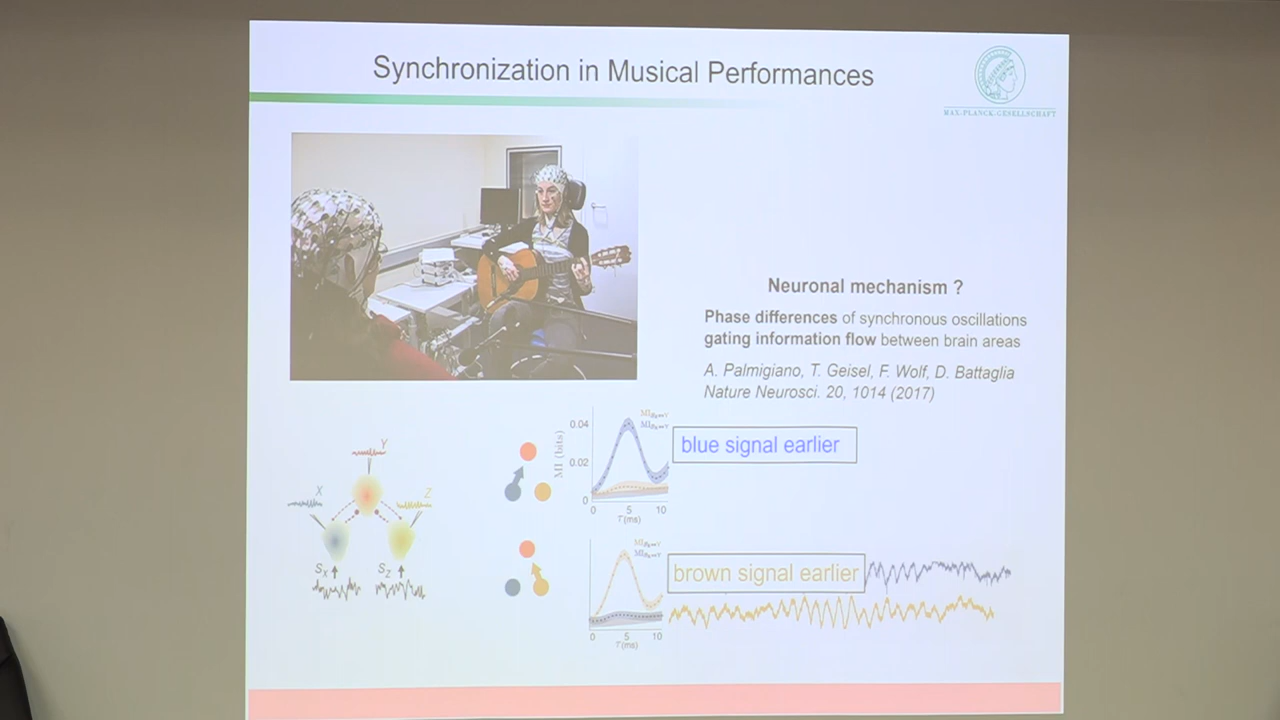 Synchronization in Musical Performances
MAX-PLANCK-GESELLSCHAFT
Neuronal mechanism ?
Phase differences of synchronous oscillations
gating information flow between brain areas
A. Palmigiano, T. Geisel, F. Wolf, D. Battaglia
Nature Neurosci. 20, 1014 (2017)
Y
X
Z
SX
SZ
MI (bits)
0.04
0.02
0
0 5 10
T (ms)
blue signal earlier
0 5 10
T (ms)
brown signal earlier